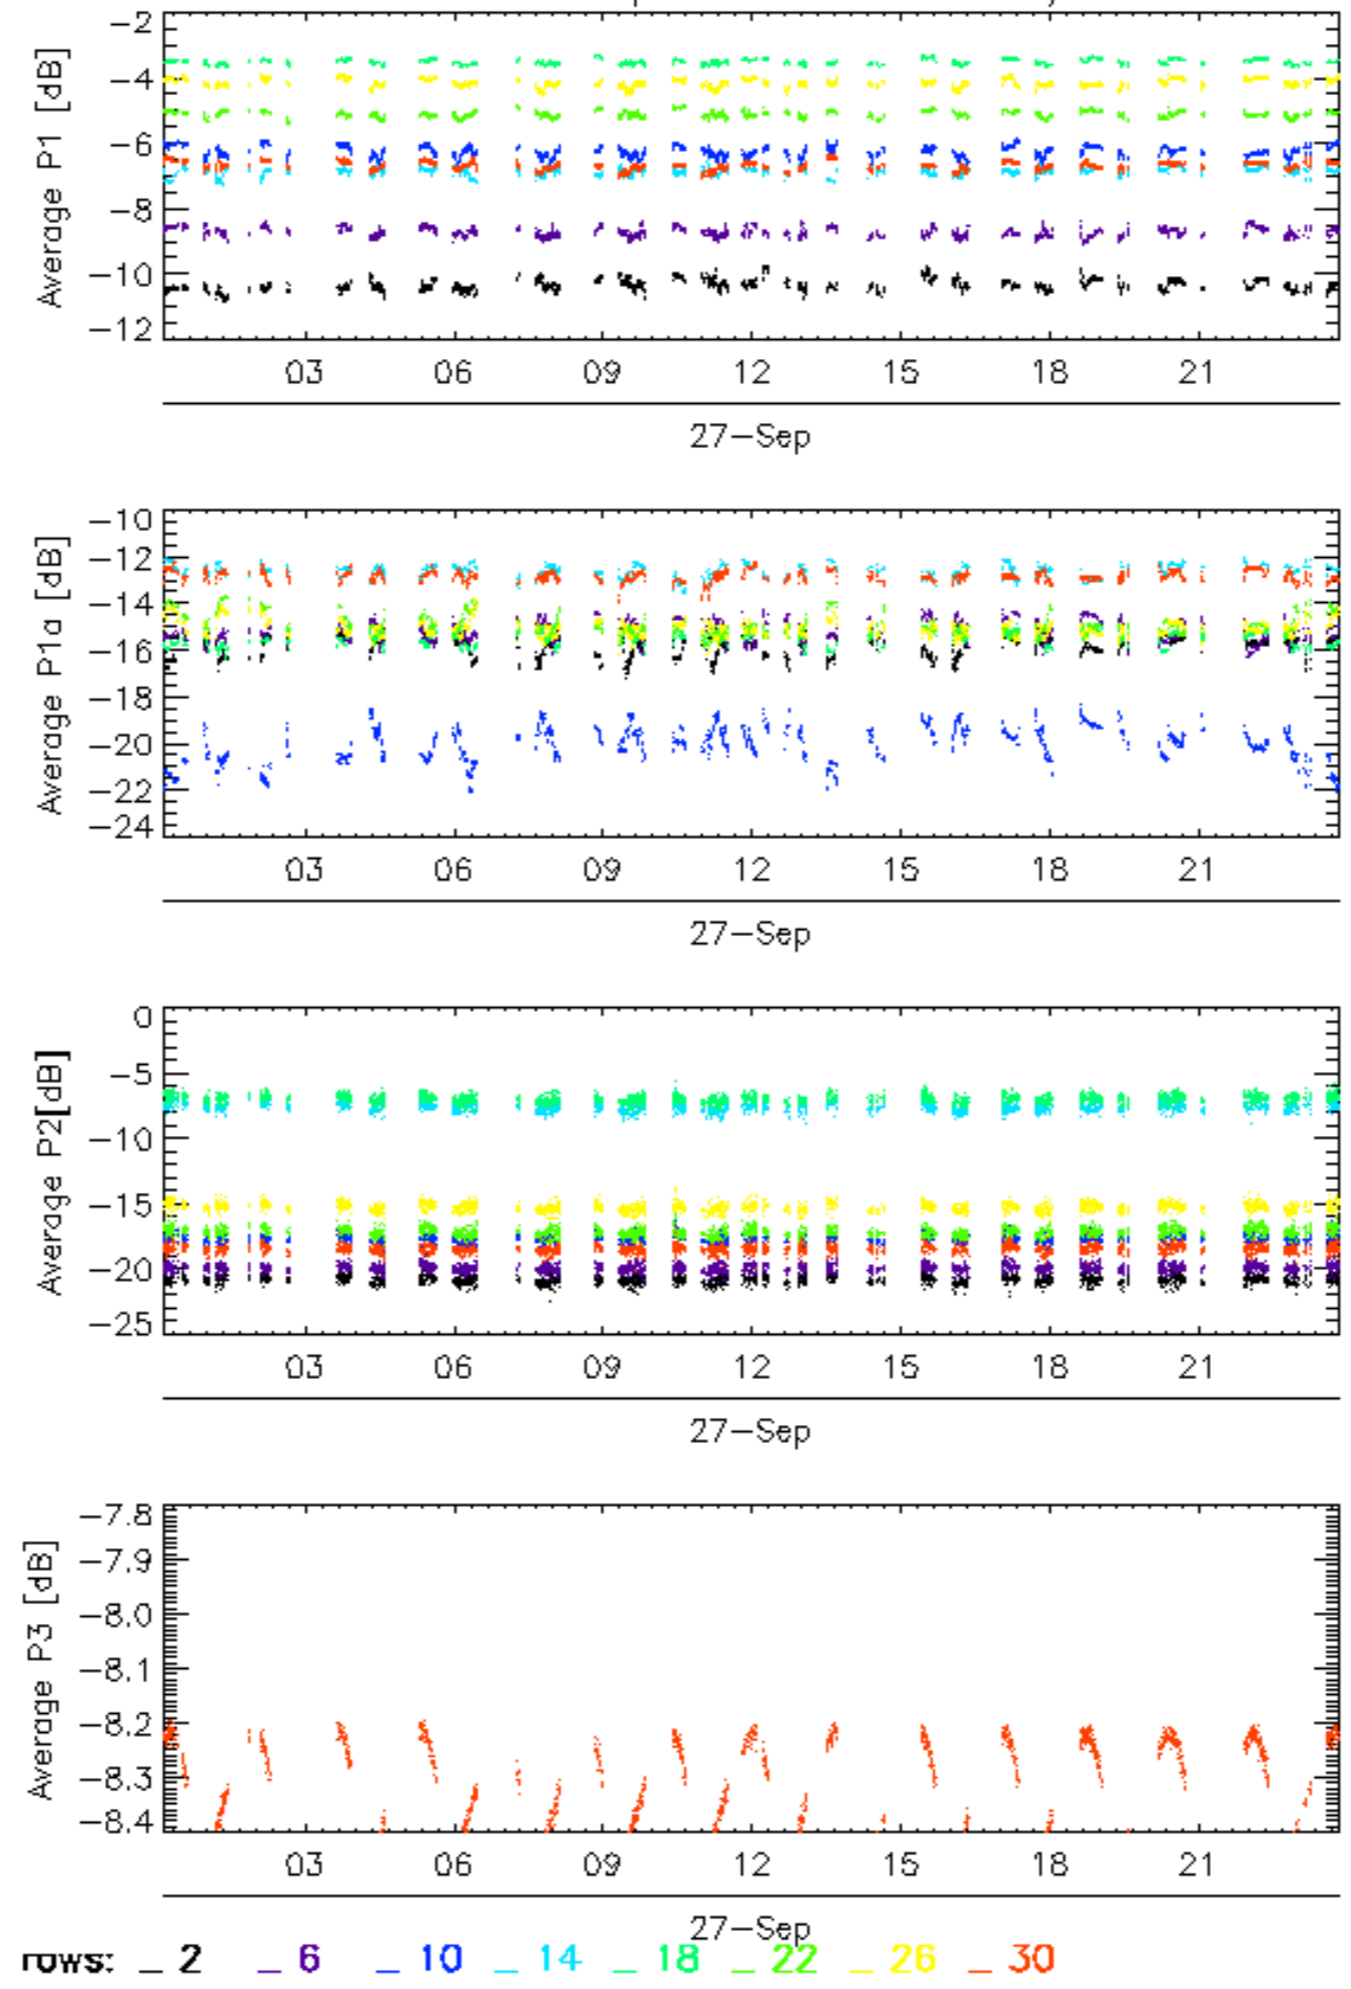 Average P1 [dB]
-2
-4
-6
-8
-10
-12
03 06 09 12 15 18 21
27-Sep
Average P1a [dB]
-10
-12
-14
-16
-18
-20
-22
-24
03 06 09 12 15 18 21
27-Sep
Average P2[dB]
0
-5
-10
-15
-20
-25
03 06 09 12 15 18 21
27-Sep
Average P3 [dB]
-7.8
-7.9
-8.0
-8.1
-8.2
-8.3
-8.4
03 06 09 12 15 18 21
27-Sep
rows: _ 2 _ 6 _ 10 _ 14 _ 18 _ 22 _ 26 _ 30